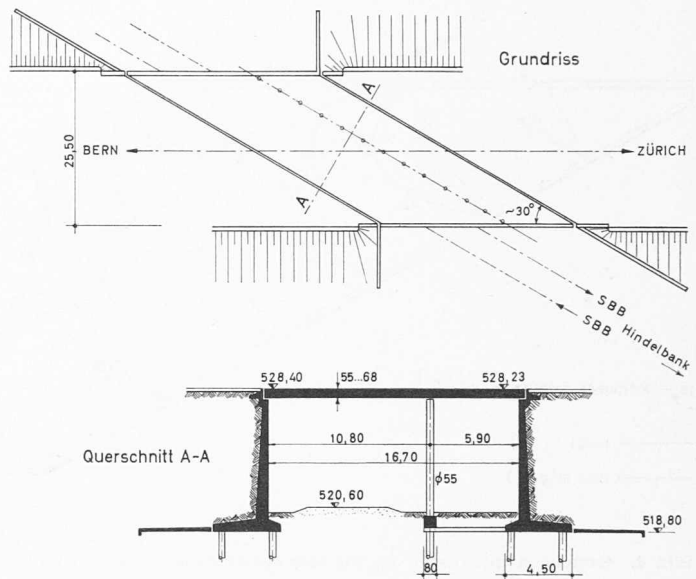 Grundriss
A
25,50
BERN
ZÜRICH
A
~30°
SBB
SBB
Hindelbank
528,40
55...68
528,23
10,80
5,90
Querschnitt A-A
16,70
ϕ55
520,60
518,80
80
4,50